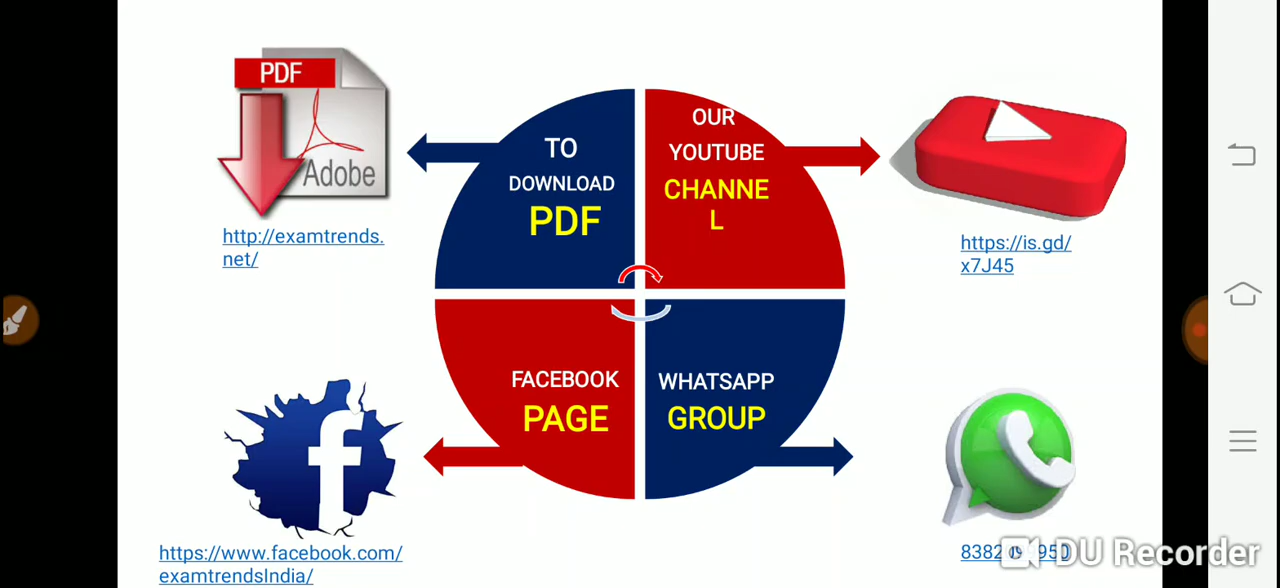 PDF
Adobe
http://examtrends.
net/
TO
DOWNLOAD
PDF
OUR
YOUTUBE
CHANNE
L
https://is.gd/
x7J45
FACEBOOK
PAGE
WHATSAPP
GROUP
https://www.facebook.com/
examtrendsIndia/
DU Recorder